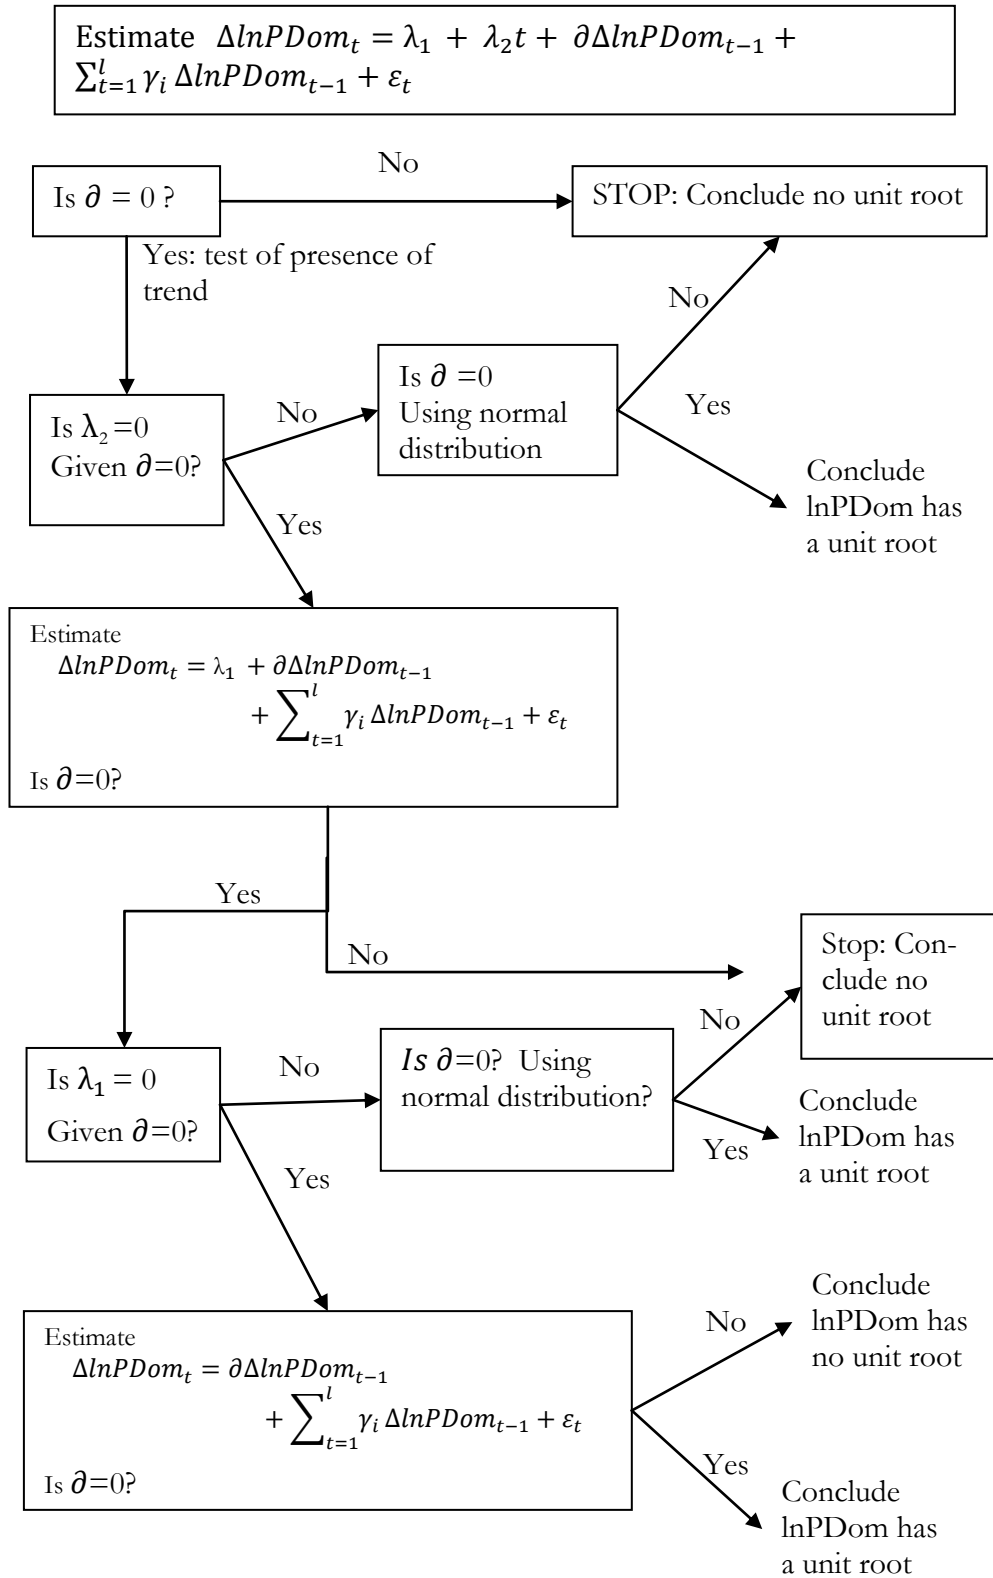 Estimate ΔlnPDom_t = λ₁ + λ₂t + ∂ΔlnPDom_{t−1} +
∑_{t=1}^{l} γ_i ΔlnPDom_{t−1} + ε_t
No
Is ∂ = 0 ?
STOP: Conclude no unit root
Yes: test of presence of
trend
No
Is ∂ =0
Using normal
distribution
Yes
No
Is λ₂=0
Given ∂=0?
Conclude
lnPDom has
a unit root
Yes
Estimate
ΔlnPDom_t = λ₁ + ∂ΔlnPDom_{t−1}
+ ∑_{t=1}^{l} γ_i ΔlnPDom_{t−1} + ε_t
Is ∂=0?
Yes
No
Stop: Con-
clude no
unit root
No
Is λ₁ = 0
Given ∂=0?
No
Is ∂=0? Using
normal distribution?
Yes
Conclude
lnPDom has
a unit root
Yes
Estimate
ΔlnPDom_t = ∂ΔlnPDom_{t−1}
+ ∑_{t=1}^{l} γ_i ΔlnPDom_{t−1} + ε_t
Is ∂=0?
No
Conclude
lnPDom has
no unit root
Yes
Conclude
lnPDom has
a unit root